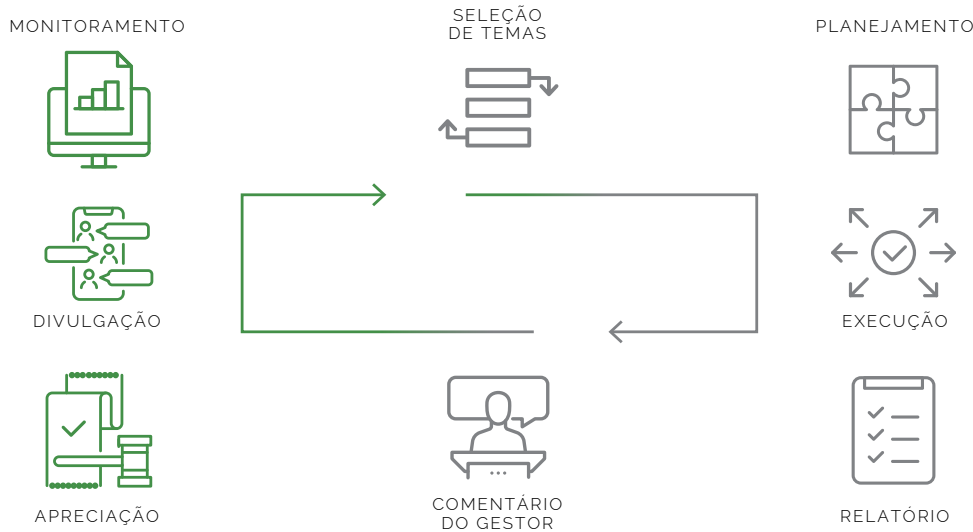 MONITORAMENTO
SELEÇÃO
DE TEMAS
PLANEJAMENTO
DIVULGAÇÃO
EXECUÇÃO
APRECIAÇÃO
COMENTÁRIO
DO GESTOR
RELATÓRIO